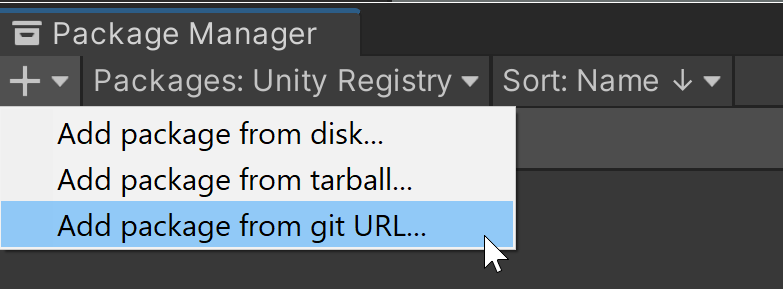 Package Manager
Packages: Unity Registry Sort: Name ↓
Add package from disk...
Add package from tarball...
Add package from git URL...